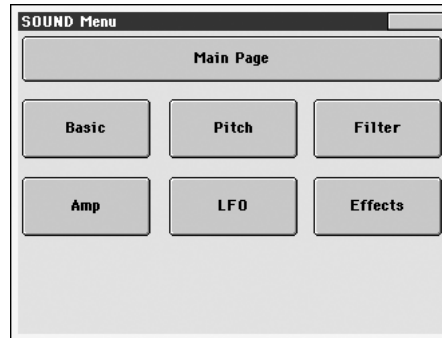 SOUND Menu
Main Page
Basic Pitch Filter
Amp LFO Effects